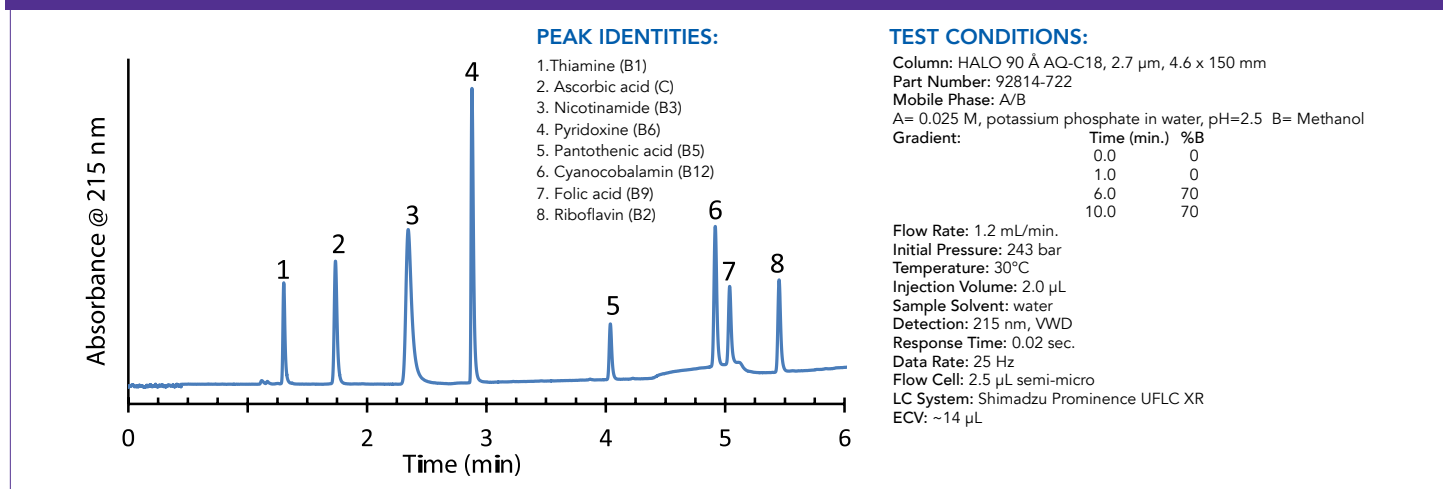 PEAK IDENTITIES:
1.Thiamine (B1)
2. Ascorbic acid (C)
3. Nicotinamide (B3)
4. Pyridoxine (B6)
5. Pantothenic acid (B5)
6. Cyanocobalamin (B12)
7. Folic acid (B9)
8. Riboflavin (B2)
Absorbance @ 215 nm
1
2
3
4
5
6
7
8
0 2 3 4 5 6
Time (min)
TEST CONDITIONS:
Column: HALO 90 Å AQ-C18, 2.7 µm, 4.6 x 150 mm
Part Number: 92814-722
Mobile Phase: A/B
A= 0.025 M, potassium phosphate in water, pH=2.5 B= Methanol
Gradient: Time (min.) %B
0.0 0
1.0 0
6.0 70
10.0 70
Flow Rate: 1.2 mL/min.
Initial Pressure: 243 bar
Temperature: 30°C
Injection Volume: 2.0 µL
Sample Solvent: water
Detection: 215 nm, VWD
Response Time: 0.02 sec.
Data Rate: 25 Hz
Flow Cell: 2.5 µL semi-micro
LC System: Shimadzu Prominence UFLC XR
ECV: ~14 µL